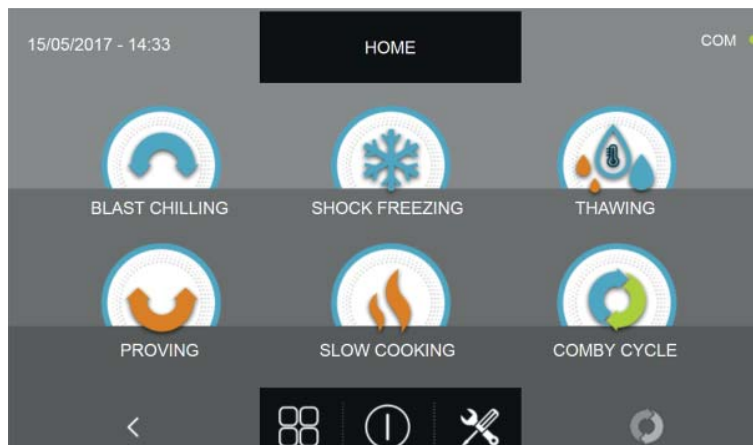 15/05/2017 - 14:33
HOME
COM
BLAST CHILLING
SHOCK FREEZING
THAWING
PROVING
SLOW COOKING
COMBY CYCLE